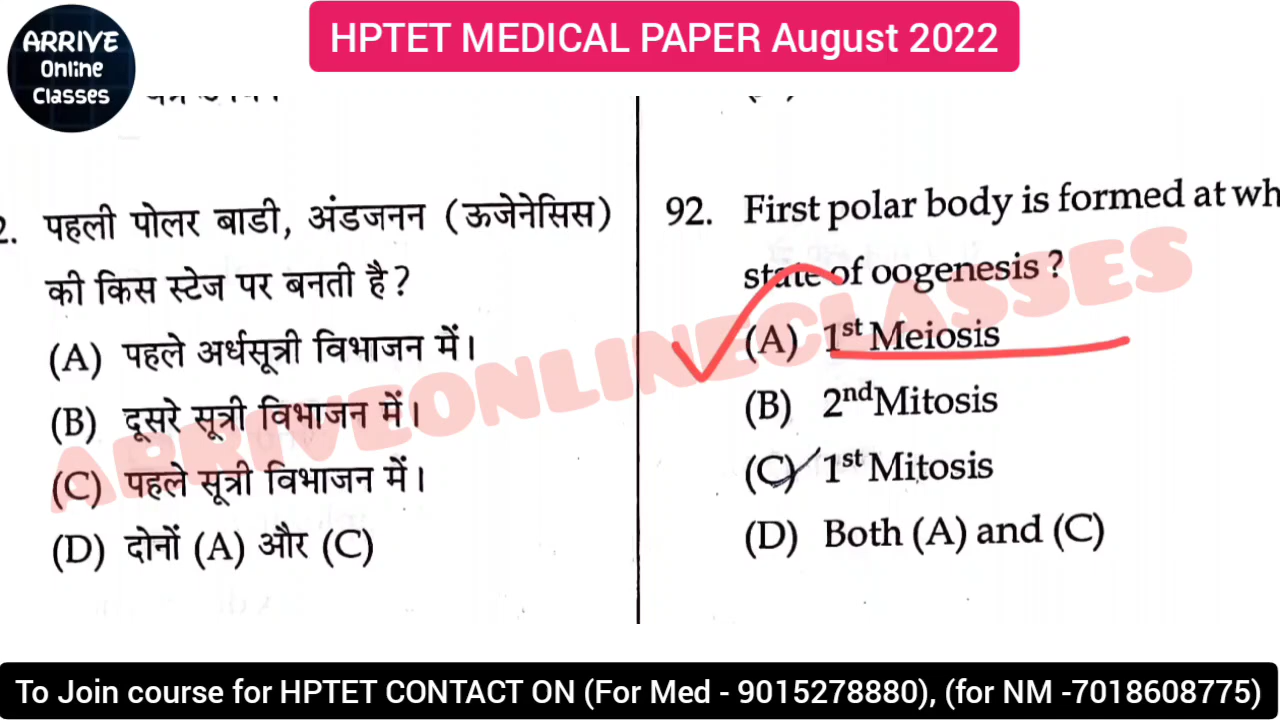 ARRIVE
Online
Classes
HPTET MEDICAL PAPER August 2022
2. पहली पोलर बाडी, अंडजनन (ऊजेनेसिस)
की किस स्टेज पर बनती है?
(A) पहले अर्धसूत्री विभाजन में।
(B) दूसरे सूत्री विभाजन में।
(C) पहले सूत्री विभाजन में।
(D) दोनों (A) और (C)
92. First polar body is formed at wh
state of oogenesis ?
(A) 1st Meiosis
(B) 2nd Mitosis
(C) 1st Mitosis
(D) Both (A) and (C)
ARRIVEONLINECLASSES
To Join course for HPTET CONTACT ON (For Med - 9015278880), (for NM -7018608775)